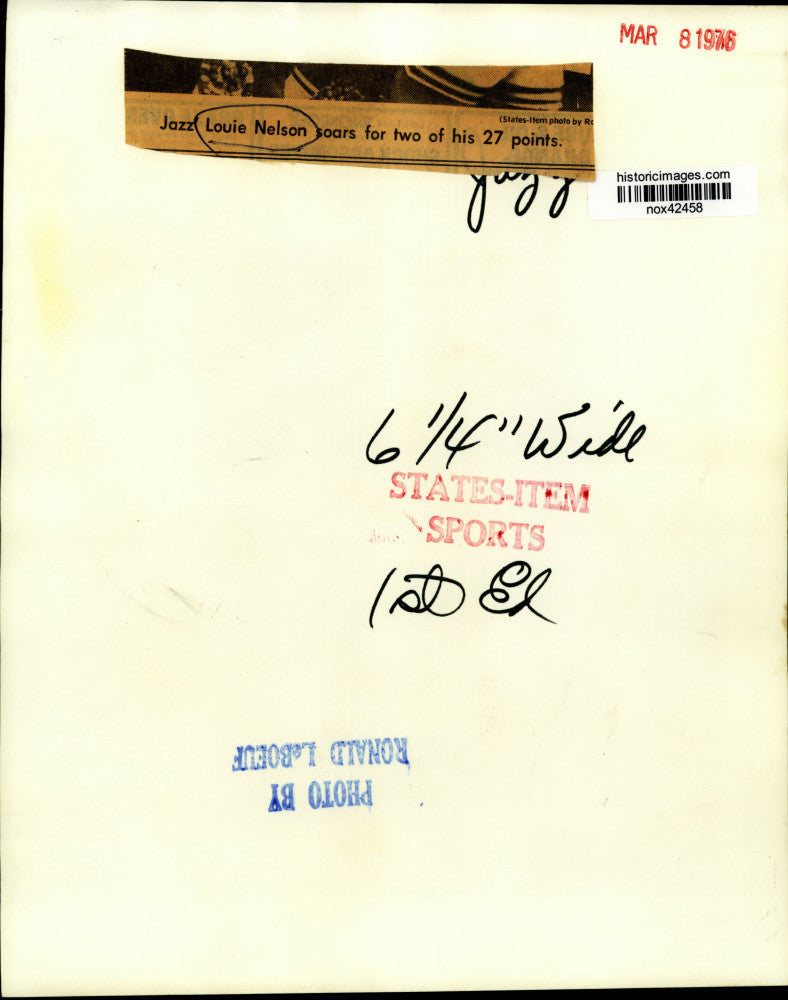 MAR 8 1976
(States-Item photo by Ro
Jazz Louie Nelson soars for two of his 27 points.
Jazz
historicimages.com
nox42458
6 1/4" Wide
STATES-ITEM
SPORTS
1st Ed
PHOTO BY
RONALD LeBOEUF